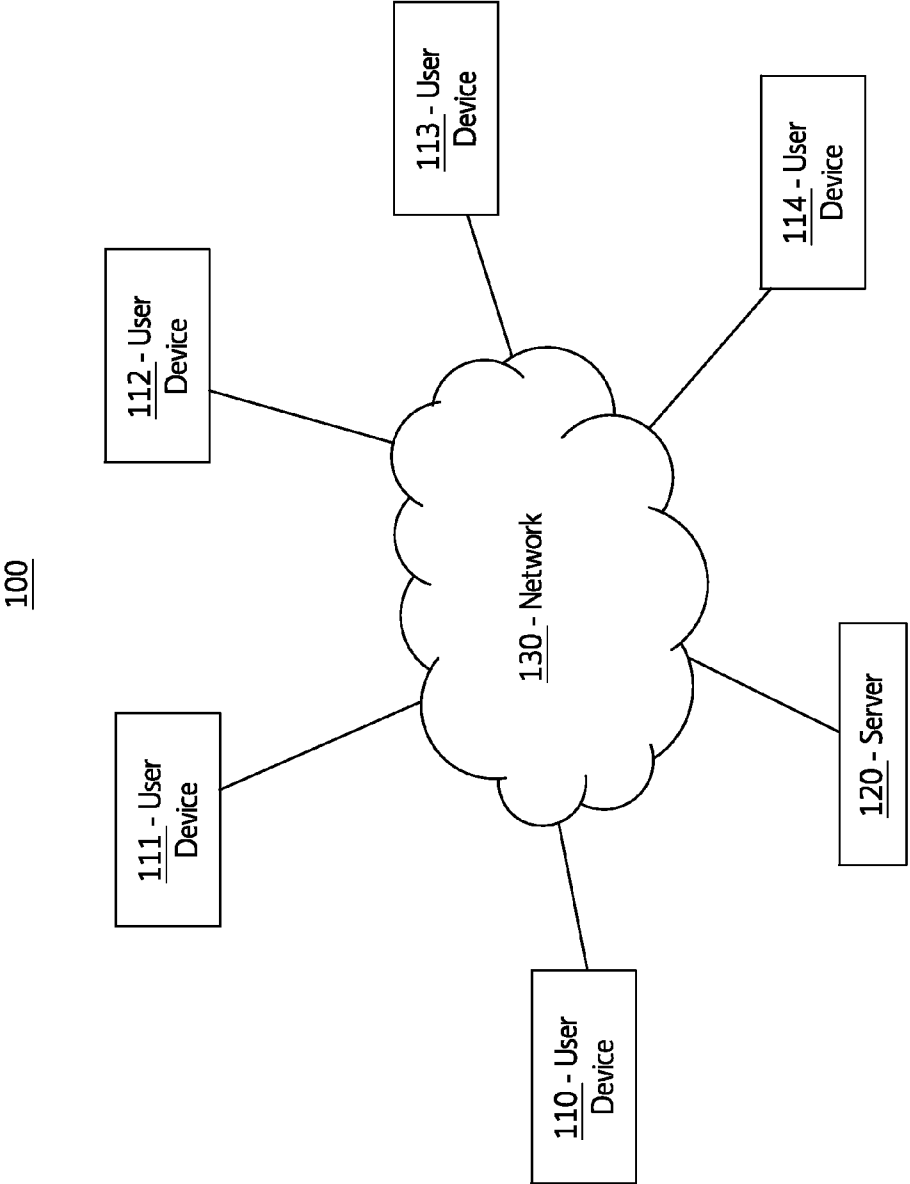 100
111 - User
Device
112 - User
Device
113 - User
Device
110 - User
Device
130 - Network
120 - Server
114 - User
Device